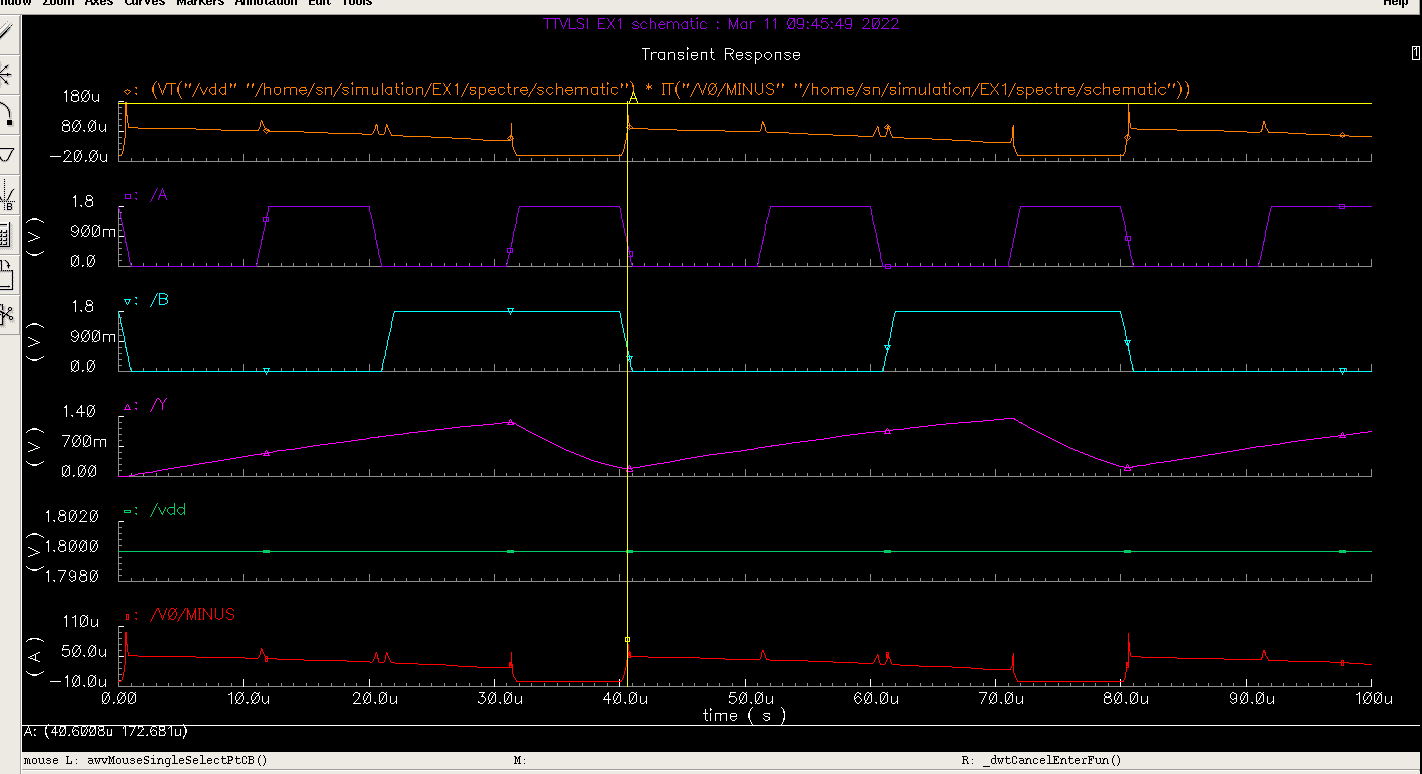 Window Zoom Axes Curves Markers Annotation Edit Tools Help
TTVLSI EX1 schematic : Mar 11 09:45:49 2022
Transient Response
1
: (VT("/vdd" "/home/sn/simulation/EX1/spectre/schematic") * IT("/V0/MINUS" "/home/sn/simulation/EX1/spectre/schematic"))
A
180u
80.0u
-20.0u
: /A
1.8
900m
0.0
(V)
: /B
1.8
900m
0.0
(V)
: /Y
1.40
700m
0.00
(V)
: /vdd
1.8020
1.8000
1.7980
(V)
: /V0/MINUS
110u
50.0u
-10.0u
(A)
0.00 10.0u 20.0u 30.0u 40.0u 50.0u 60.0u 70.0u 80.0u 90.0u 100u
time ( s )
A: (40.6008u 172.681u)
mouse L: awvMouseSingleSelectPtCB() M: R: _dwtCancelEnterFun()